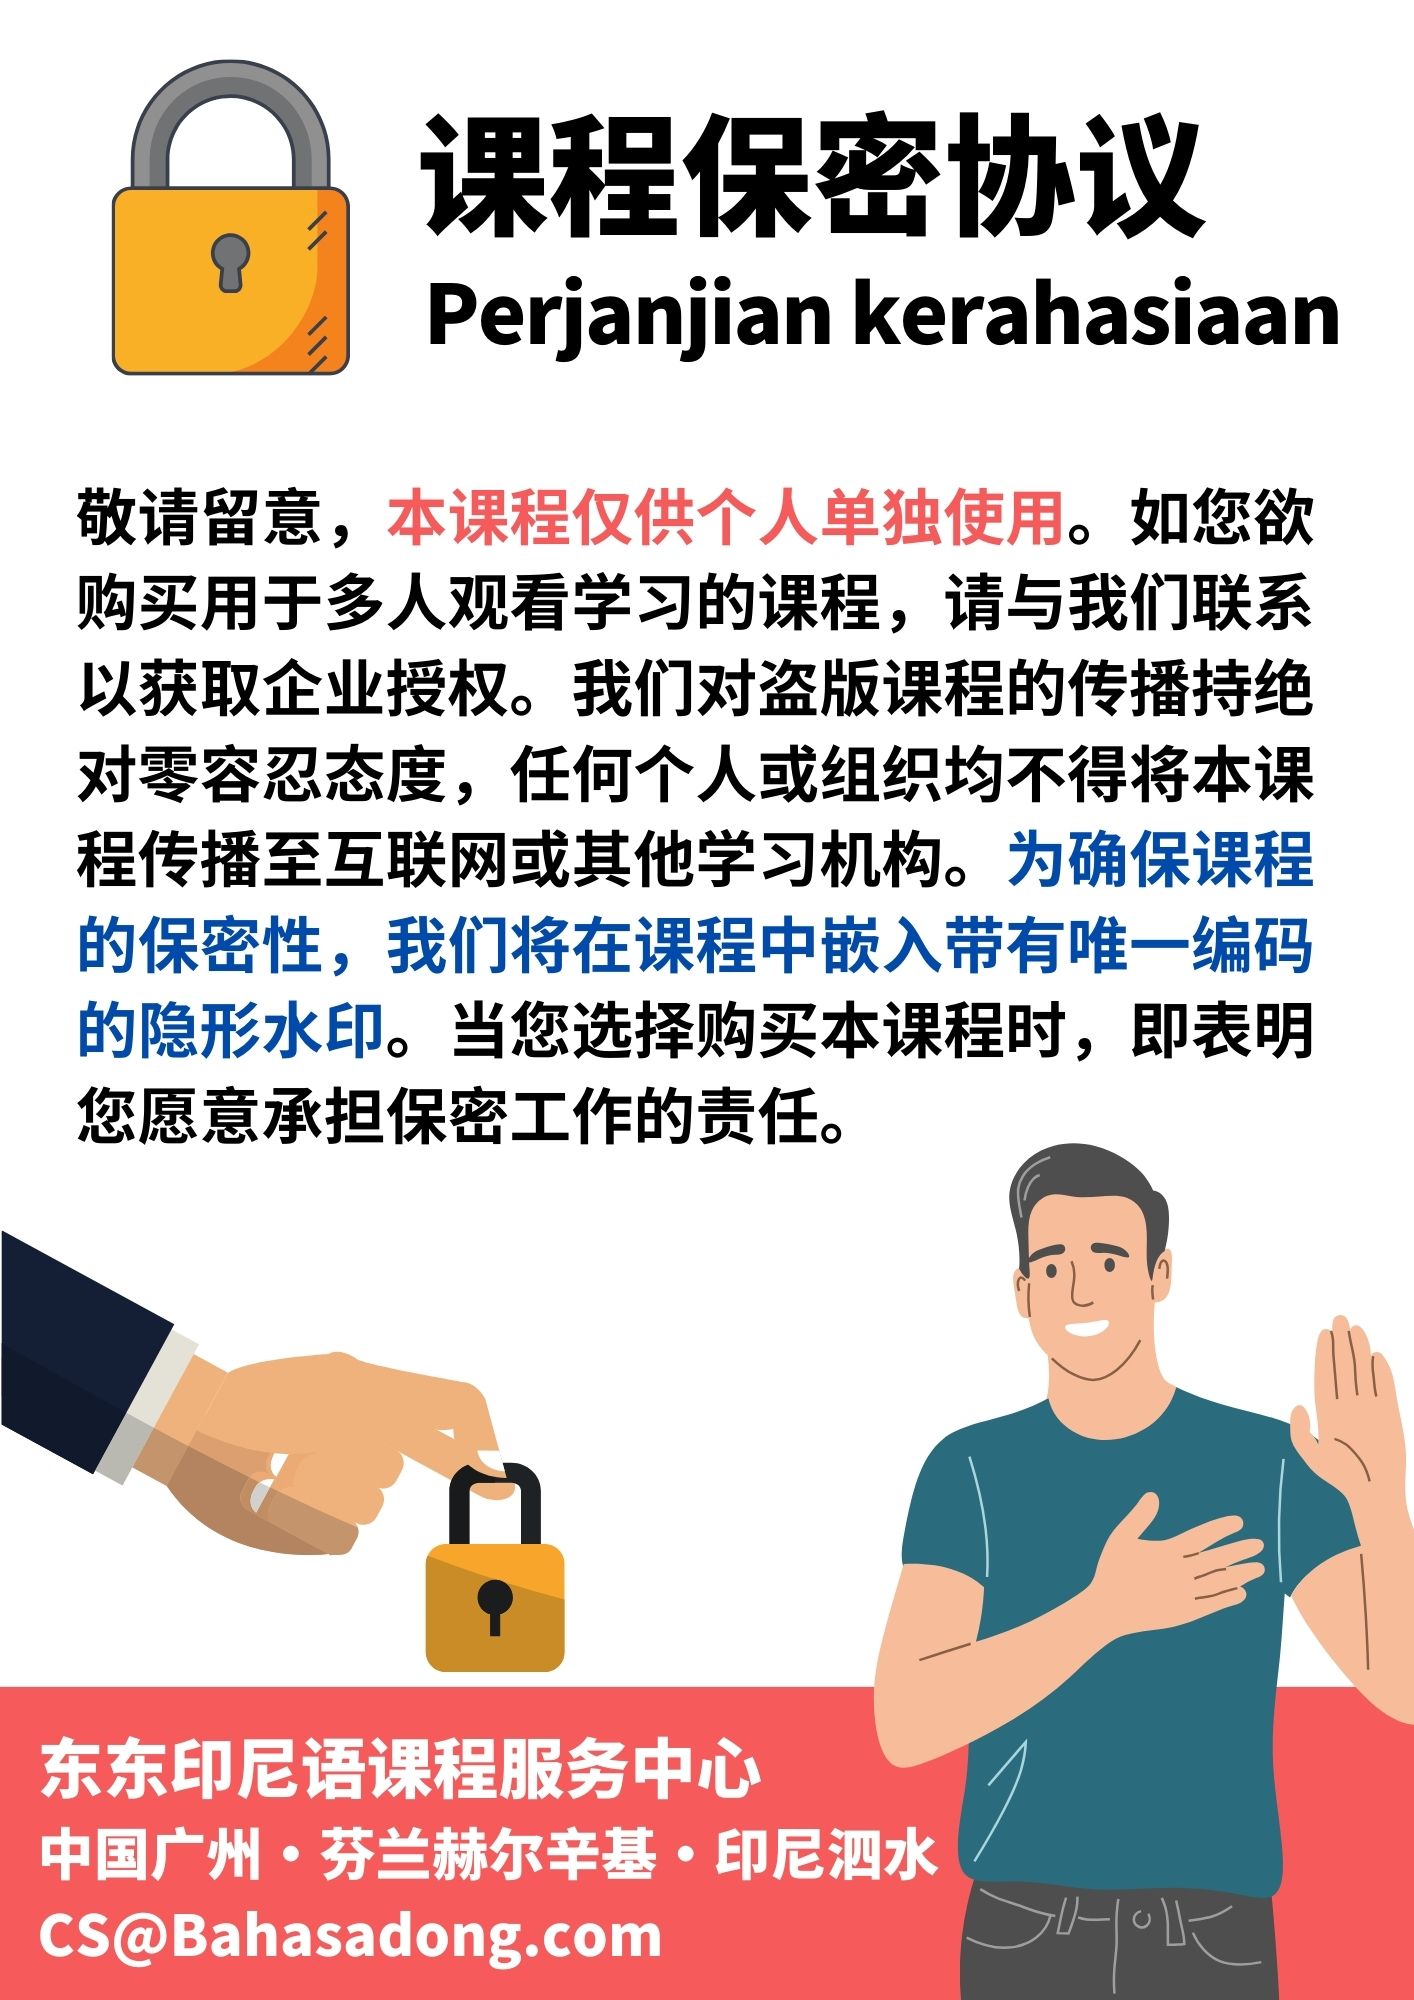 课程保密协议
Perjanjian kerahasiaan
敬请留意，本课程仅供个人单独使用。如您欲
购买用于多人观看学习的课程，请与我们联系
以获取企业授权。我们对盗版课程的传播持绝
对零容忍态度，任何个人或组织均不得将本课
程传播至互联网或其他学习机构。为确保课程
的保密性，我们将在课程中嵌入带有唯一编码
的隐形水印。当您选择购买本课程时，即表明
您愿意承担保密工作的责任。
东东印尼语课程服务中心
中国广州·芬兰赫尔辛基·印尼泗水
CS@Bahasadong.com